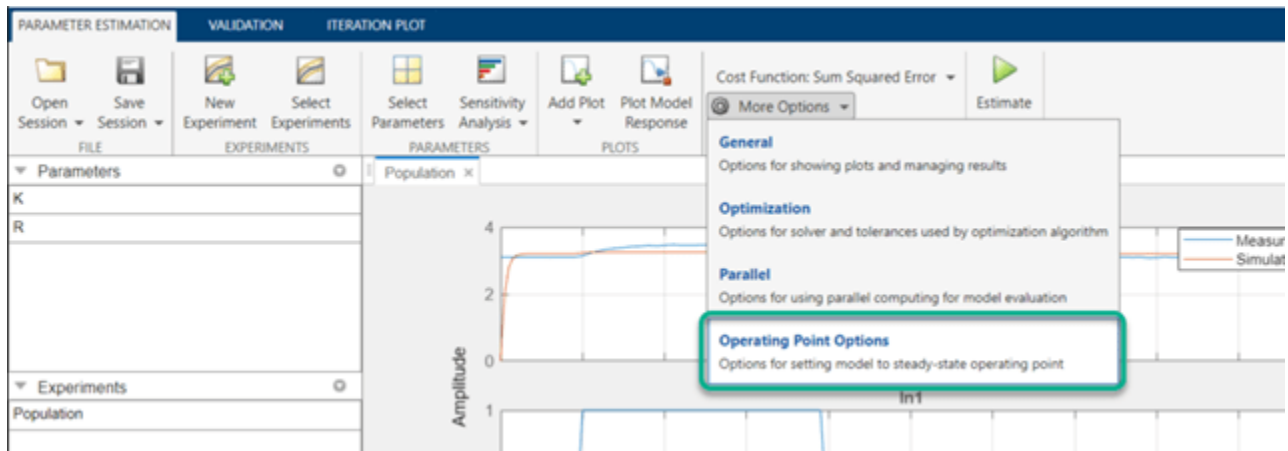 PARAMETER ESTIMATION VALIDATION ITERATION PLOT
Open Session Save Session New Experiment Select Experiments Select Parameters Sensitivity Analysis Add Plot Plot Model Response
Cost Function: Sum Squared Error
More Options
Estimate
FILE EXPERIMENTS PARAMETERS PLOTS
General
Options for showing plots and managing results
Optimization
Options for solver and tolerances used by optimization algorithm
Parallel
Options for using parallel computing for model evaluation
Operating Point Options
Options for setting model to steady-state operating point
Parameters
K
R
Experiments
Population
Population ×
4
2
0
Amplitude
1
In1
Measur
Simulat